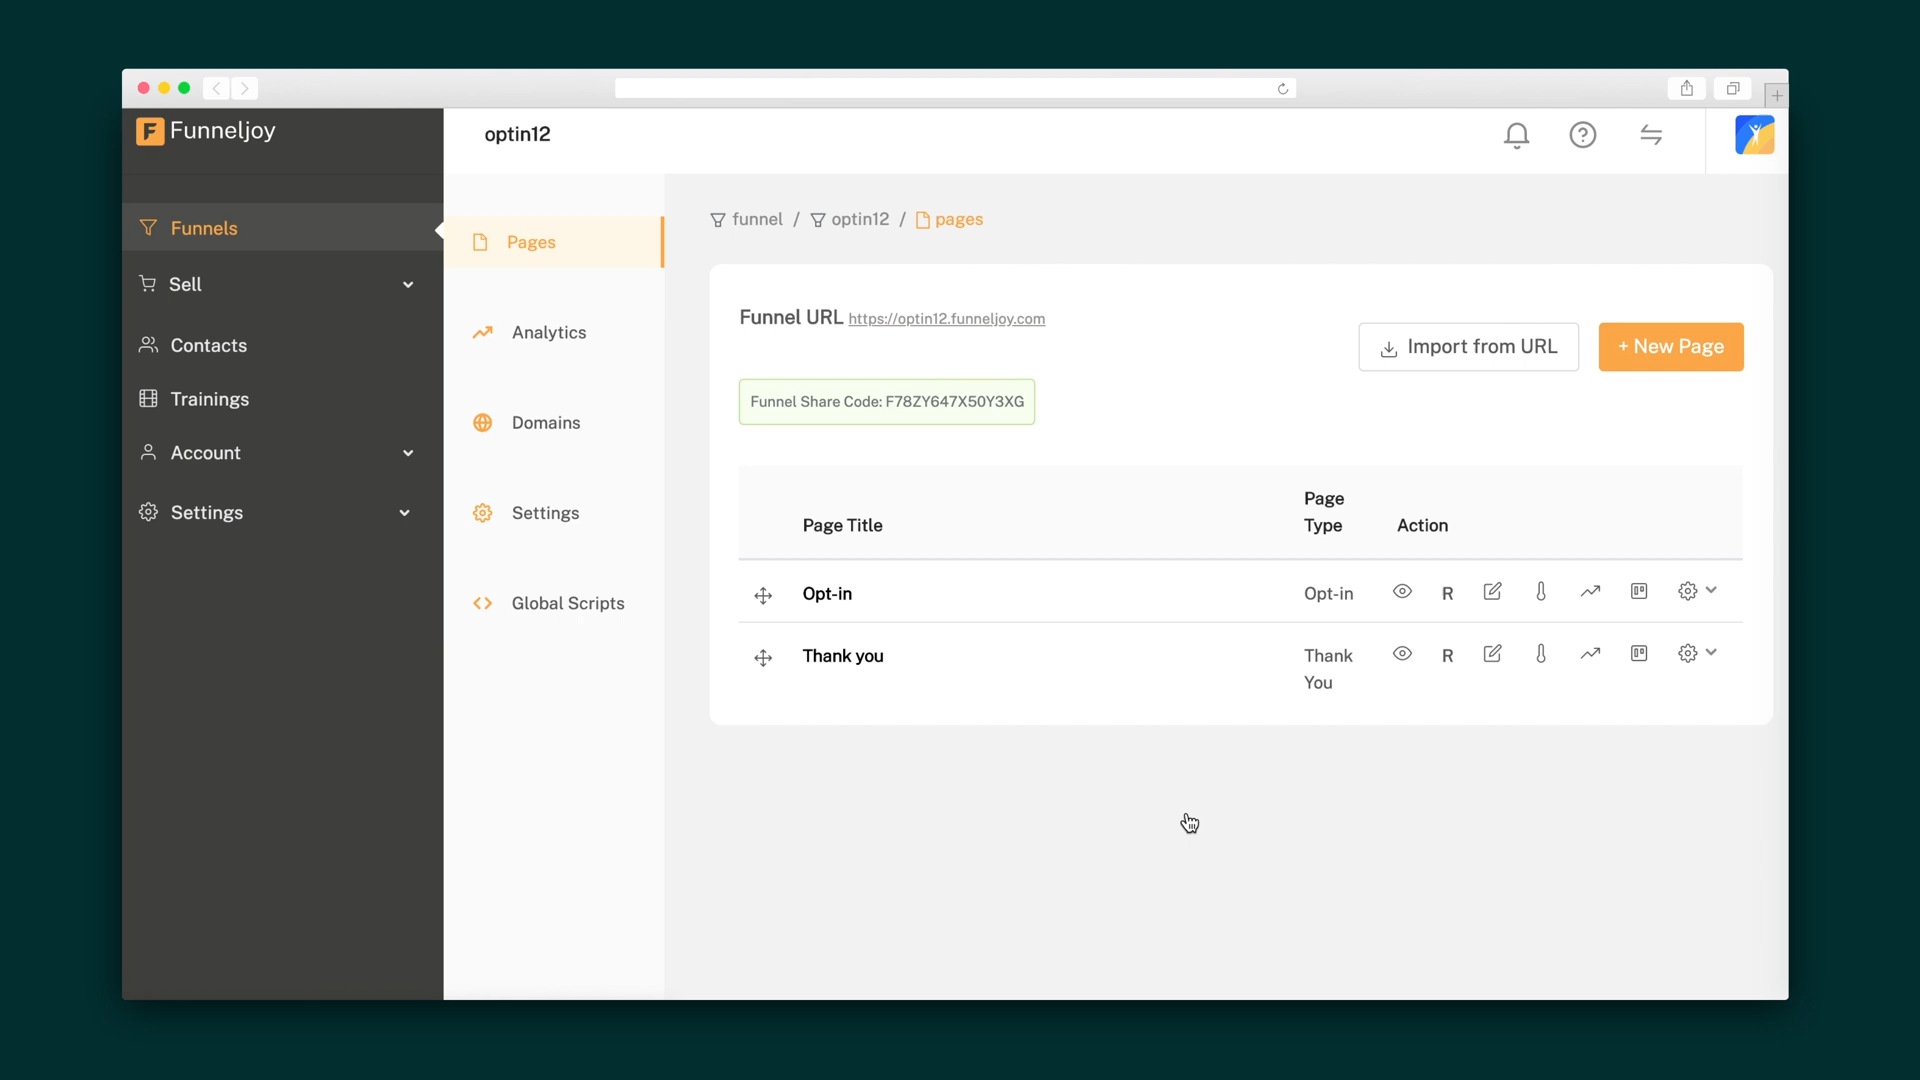 Funneljoy
optin12
Funnels
Sell
Contacts
Trainings
Account
Settings
Pages
Analytics
Domains
Settings
Global Scripts
funnel / optin12 / pages
Funnel URL https://optin12.funneljoy.com
Import from URL
+ New Page
Funnel Share Code: F78ZY647X50Y3XG
Page Title
Page
Type
Action
Opt-in
Opt-in
R
Thank you
Thank
You
R